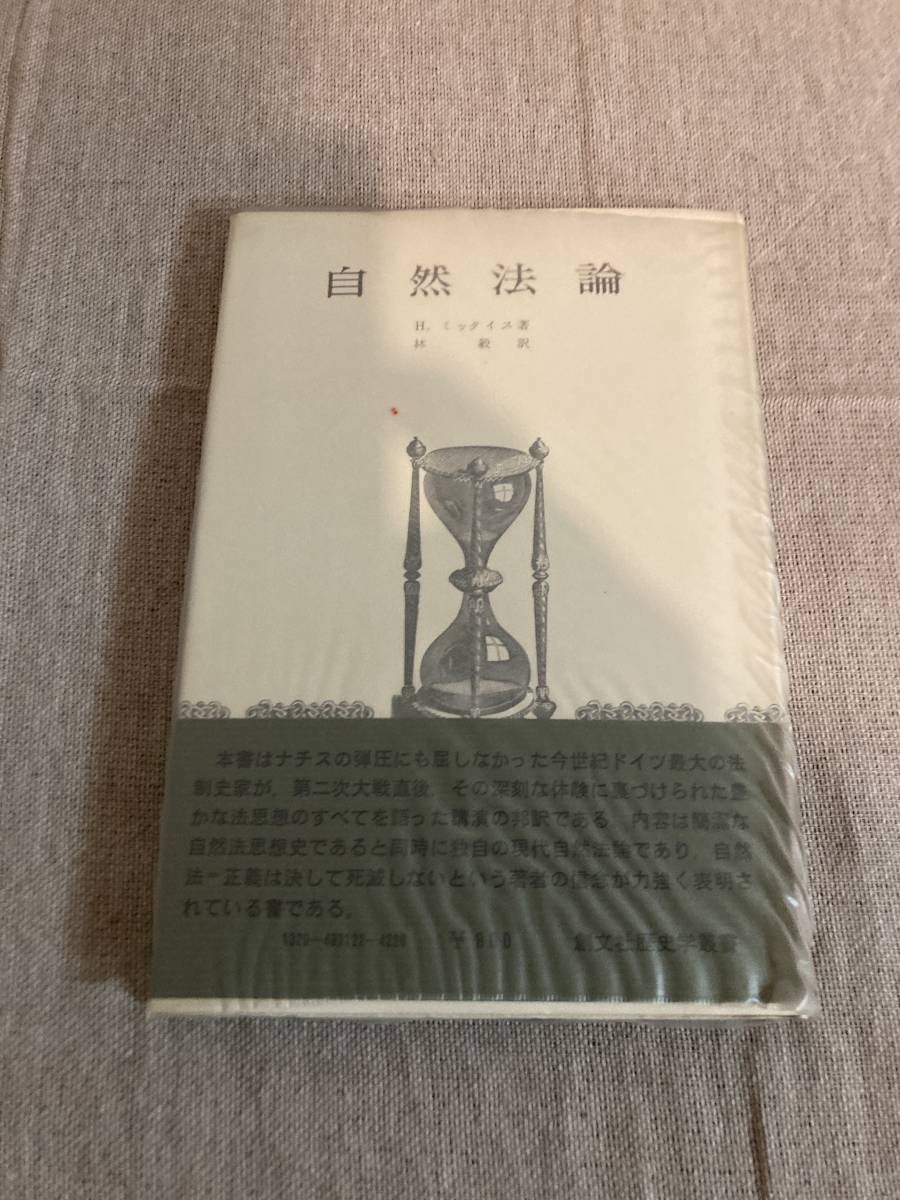 自然法論
H. ミッタイス著
林 毅 訳
本書はナチスの弾圧にも屈しなかった今世紀ドイツ最大の法
制史家が、第二次大戦直後、その深刻な体験に裏づけられた豊
かな法思想のすべてを語った講演の邦訳である。内容は簡潔な
自然法思想史であると同時に独自の現代自然法論であり、自然
法=正義は決して死滅しないという著者の信念が力強く表明さ
れている書である。
¥800 創文社歴史学叢書